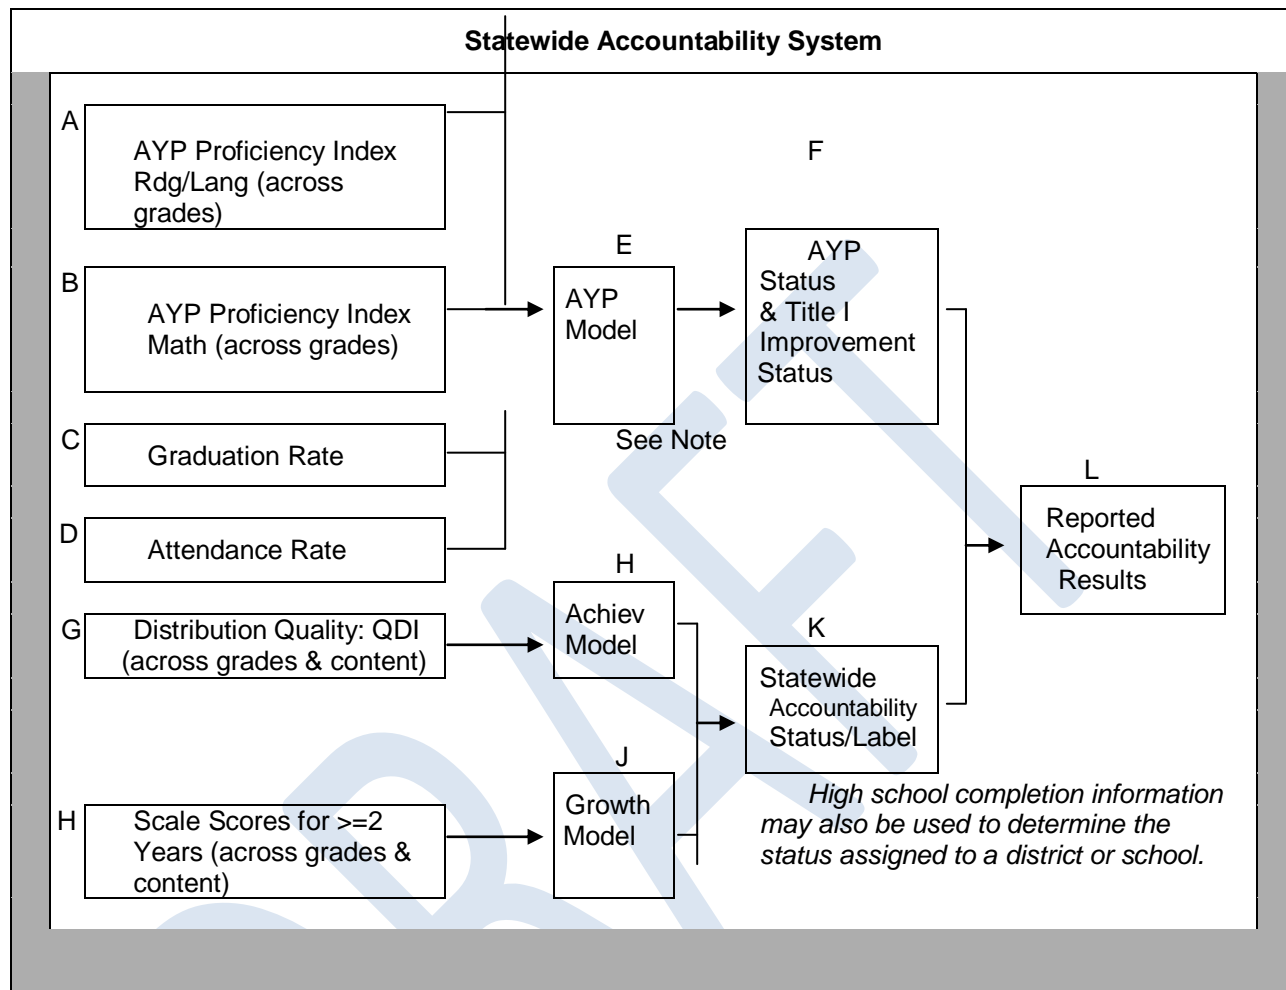 Statewide Accountability System
A
AYP Proficiency Index
Rdg/Lang (across
grades)
F
B
AYP Proficiency Index
Math (across grades)
E
AYP
Model
See Note
AYP
Status
& Title I
Improvement
Status
C
Graduation Rate
D
Attendance Rate
L
Reported
Accountability
Results
G
Distribution Quality: QDI
(across grades & content)
H
Achiev
Model
K
Statewide
Accountability
Status/Label
H
Scale Scores for >=2
Years (across grades &
content)
J
Growth
Model
High school completion information
may also be used to determine the
status assigned to a district or school.
DRAFT